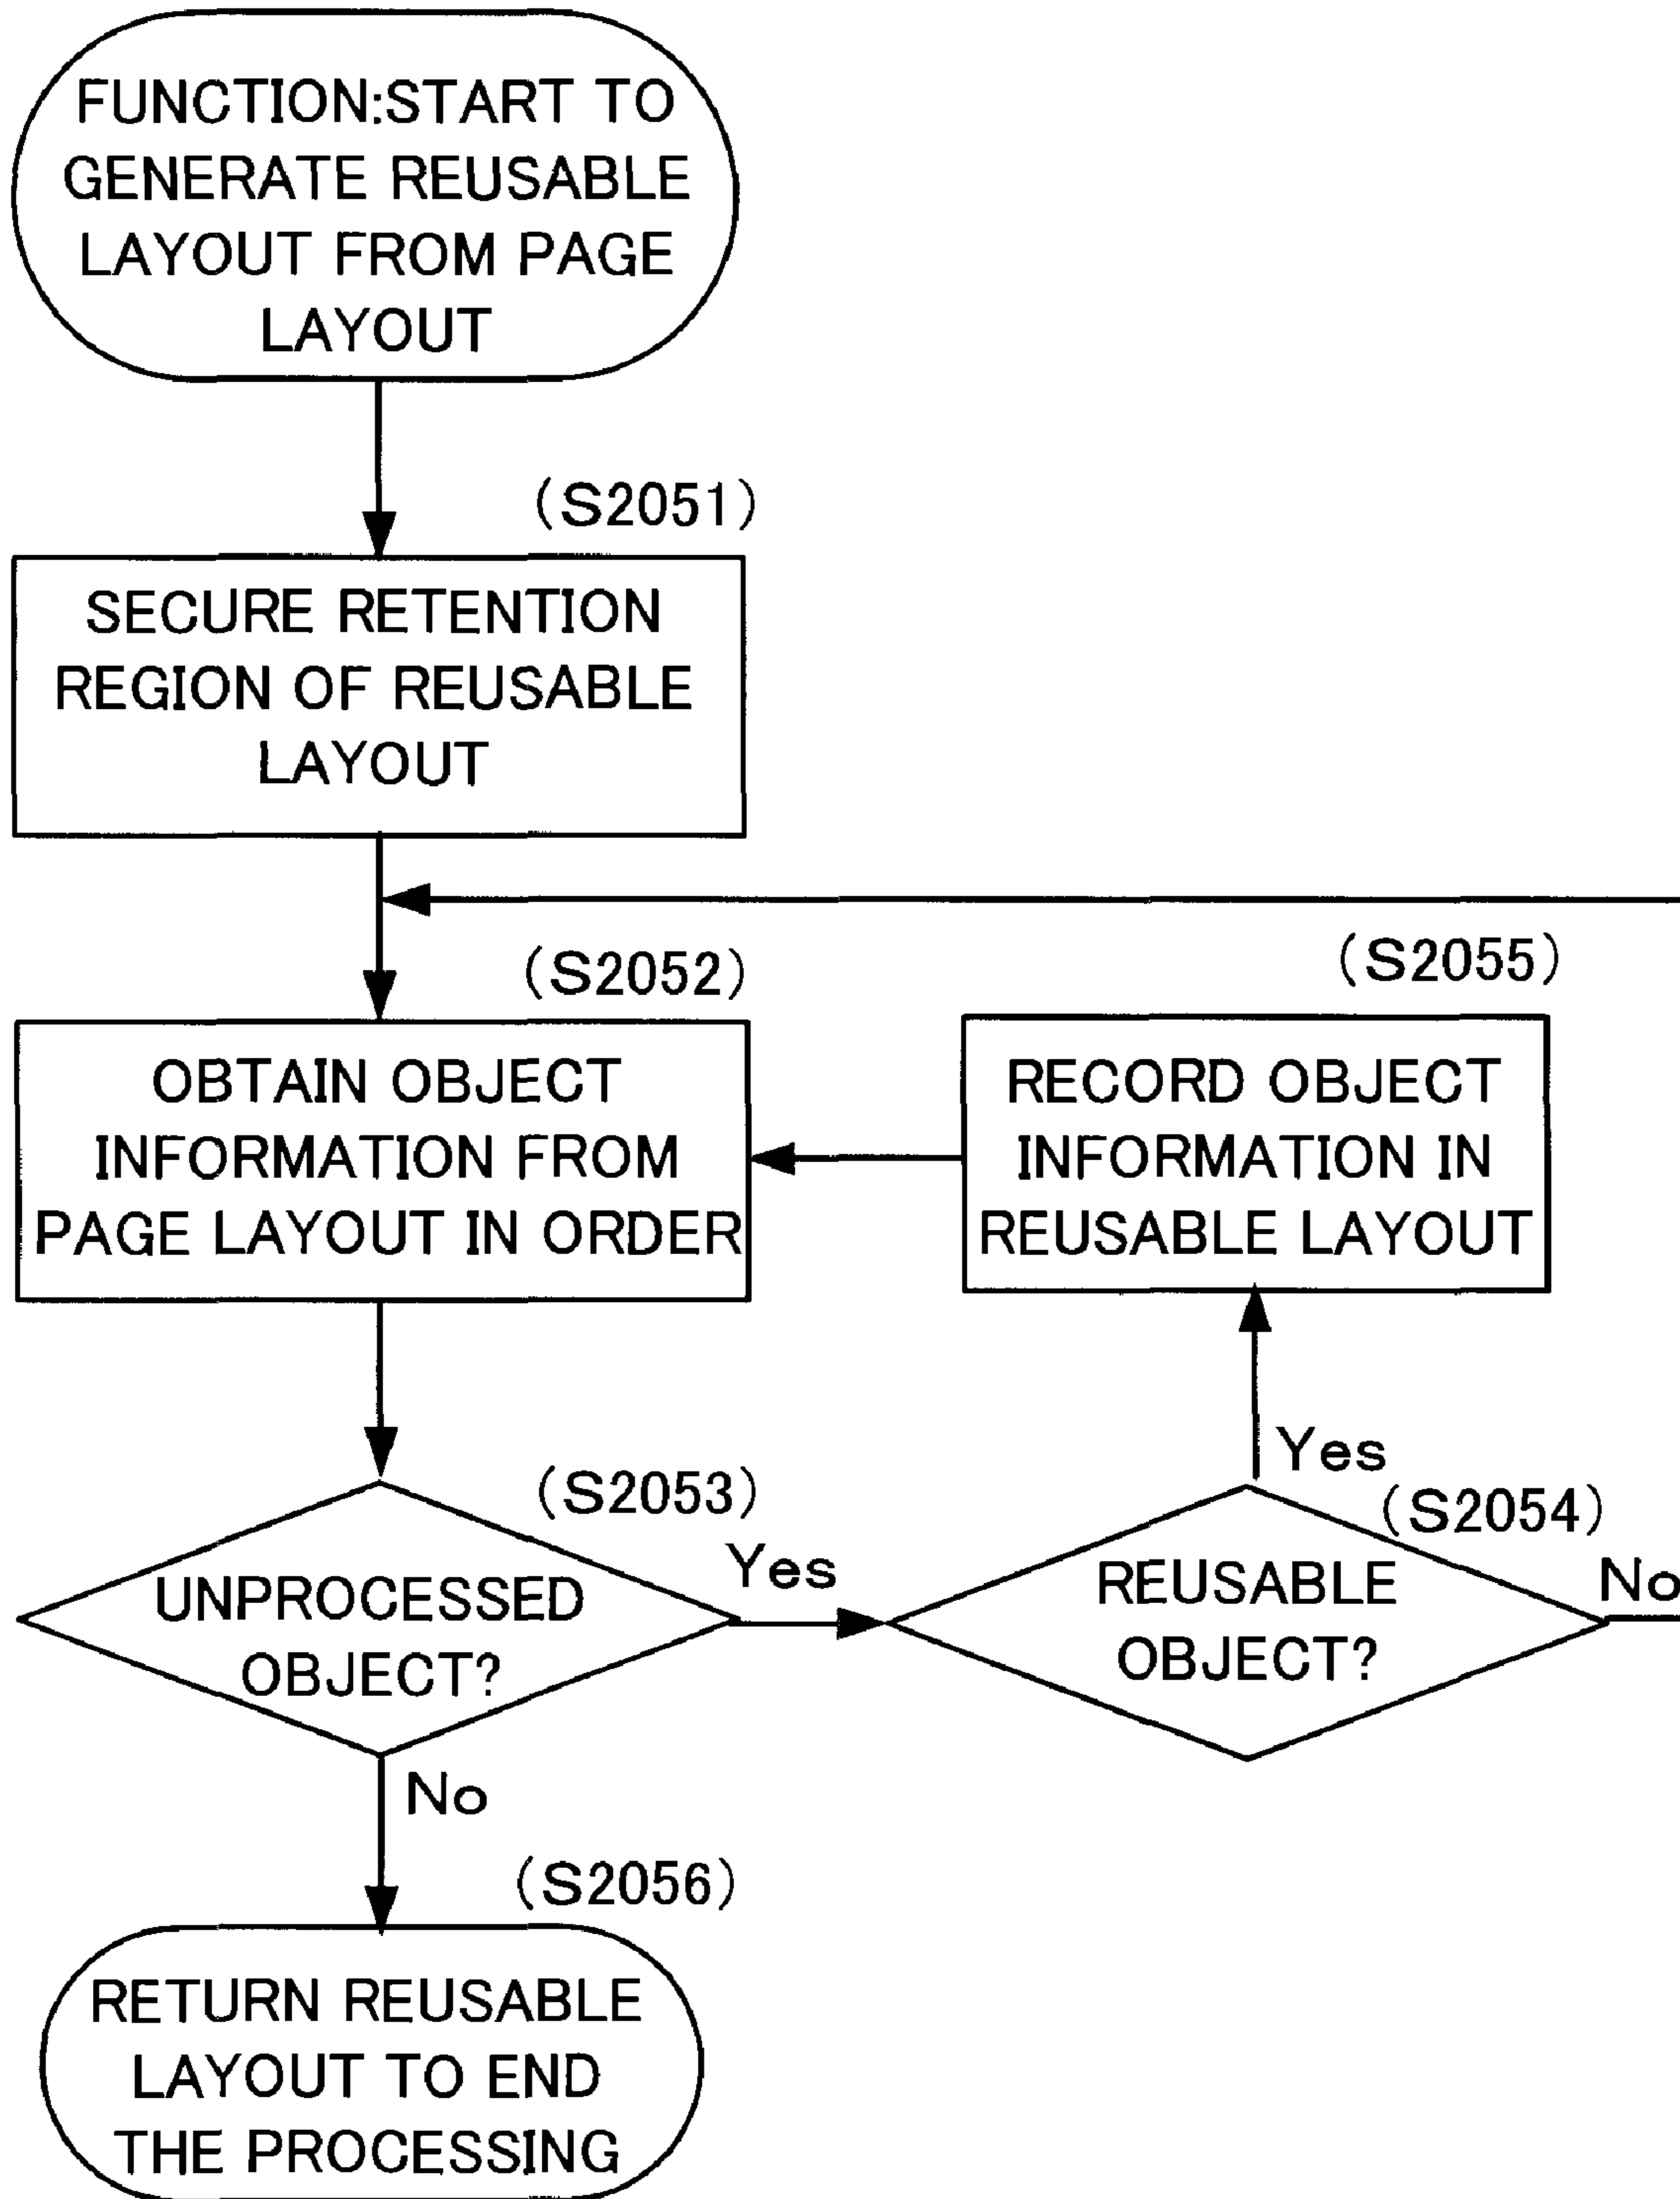 FUNCTION:START TO
GENERATE REUSABLE
LAYOUT FROM PAGE
LAYOUT
(S2051)
SECURE RETENTION
REGION OF REUSABLE
LAYOUT
(S2052)
OBTAIN OBJECT
INFORMATION FROM
PAGE LAYOUT IN ORDER
(S2055)
RECORD OBJECT
INFORMATION IN
REUSABLE LAYOUT
(S2053)
UNPROCESSED
OBJECT?
Yes
No
(S2054)
REUSABLE
OBJECT?
Yes
No
(S2056)
RETURN REUSABLE
LAYOUT TO END
THE PROCESSING